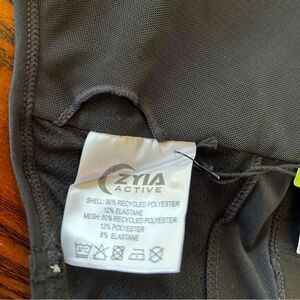 ZYIA
ACTIVE
SHELL: 88% RECYCLED POLYESTER
12% ELASTANE
MESH: 80% RECYCLED POLYESTER
12% POLYESTER
8% ELASTANE